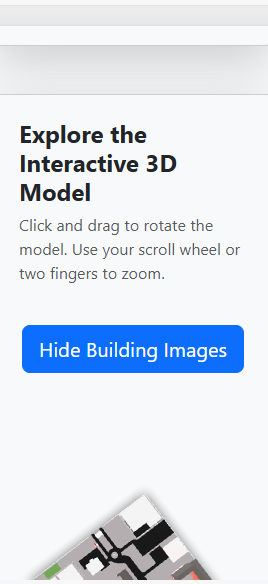 Explore the
Interactive 3D
Model
Click and drag to rotate the
model. Use your scroll wheel or
two fingers to zoom.
Hide Building Images